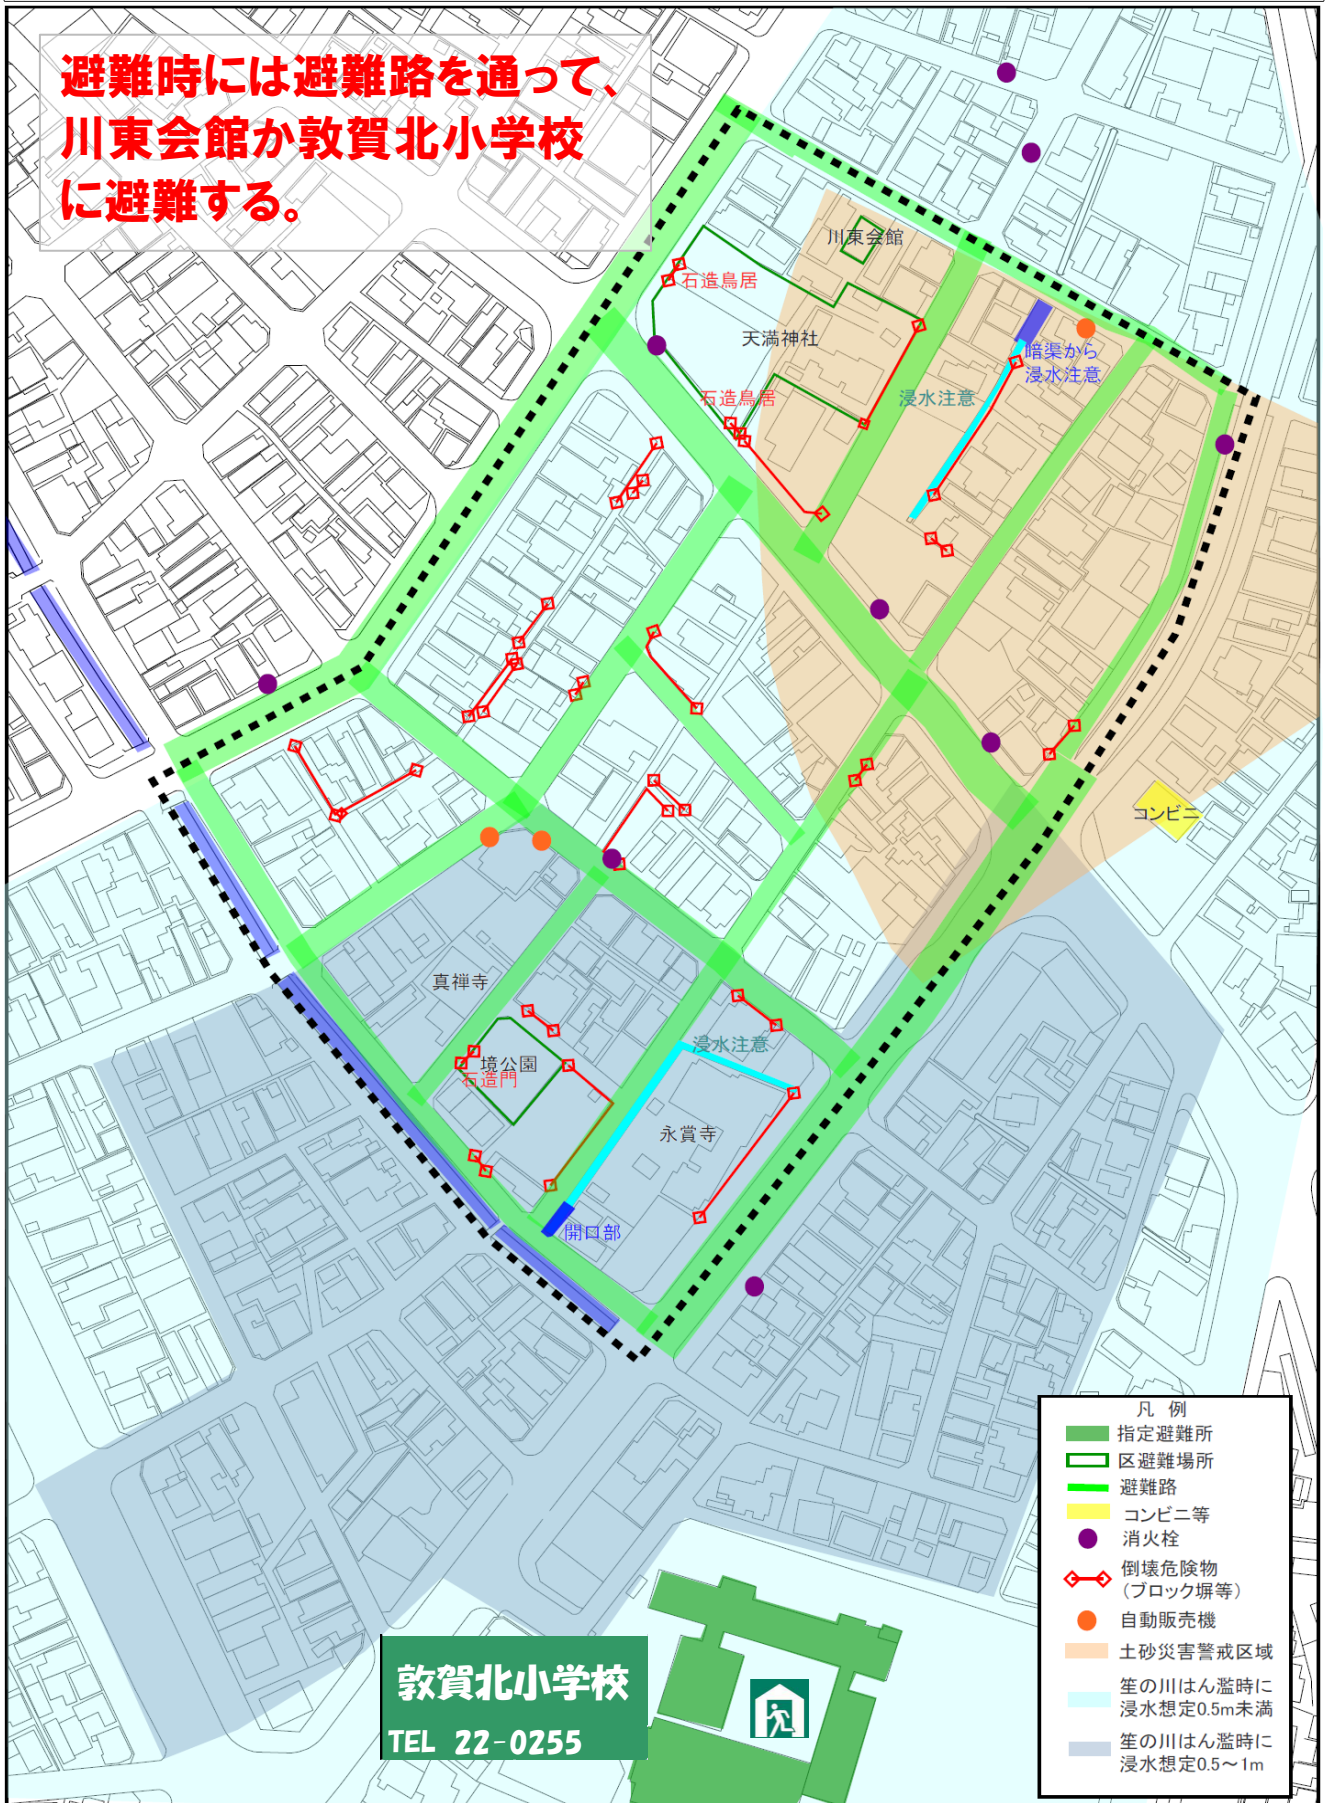 避難時には避難路を通って、
川東会館か敦賀北小学校
に避難する。
川東会館
石造鳥居
天満神社
暗渠から
浸水注意
石造鳥居
浸水注意
コンビニ
真禅寺
浸水注意
境公園
石造門
永賞寺
開口部
凡 例
指定避難所
区避難場所
避難路
コンビニ等
消火栓
倒壊危険物
(ブロック塀等)
自動販売機
土砂災害警戒区域
笙の川はん濫時に
浸水想定0.5m未満
笙の川はん濫時に
浸水想定0.5~1m
敦賀北小学校
TEL 22-0255